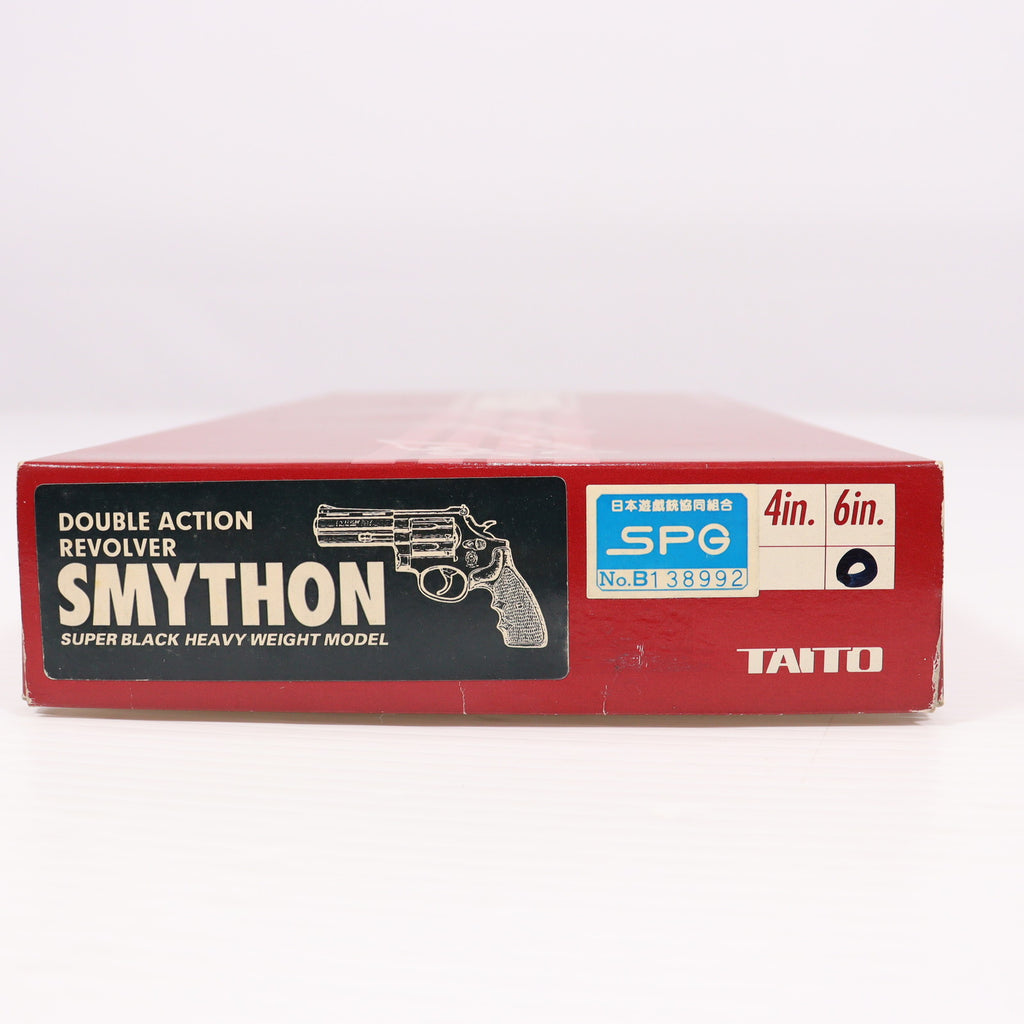 DOUBLE ACTION
REVOLVER
SMYTHON
SUPER BLACK HEAVY WEIGHT MODEL
日本遊戯銃協同組合
SPG
No.B138992
4in. 6in.
TAITO